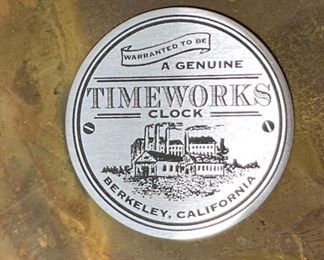 WARRANTED TO BE
A GENUINE
TIMEWORKS
CLOCK
BERKELEY, CALIFORNIA